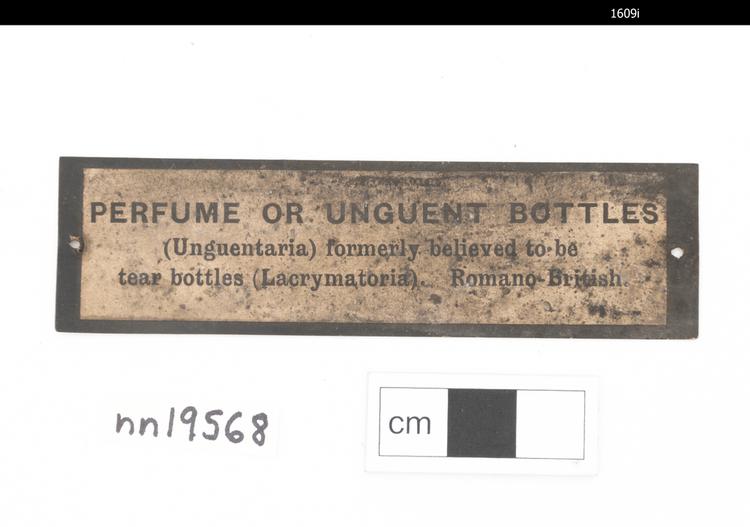 1609i
PERFUME OR UNGUENT BOTTLES
(Unguentaria) formerly believed to be
tear bottles (Lacrymatoria). Romano-British.
nn19568
cm